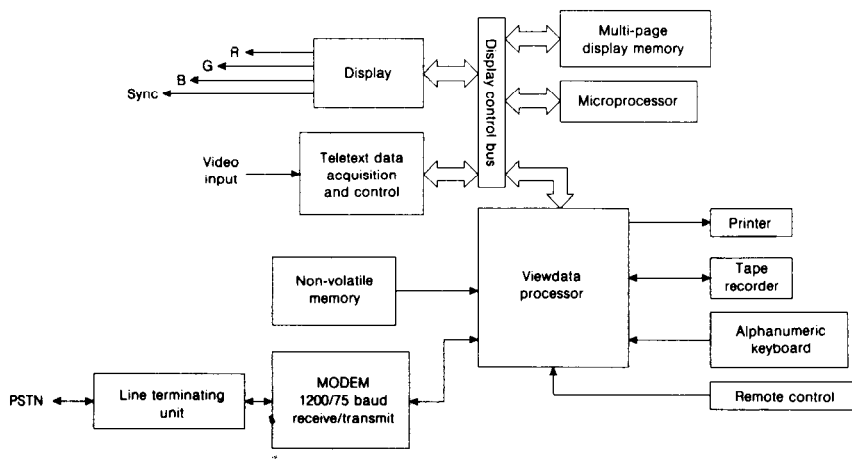 R
G
B
Sync
Display
Display control bus
Multi-page
display memory
Microprocessor
Video
input
Teletext data
acquisition
and control
Non-volatile
memory
Viewdata
processor
Printer
Tape
recorder
Alphanumeric
keyboard
Remote control
PSTN
Line terminating
unit
MODEM
1200/75 baud
receive/transmit